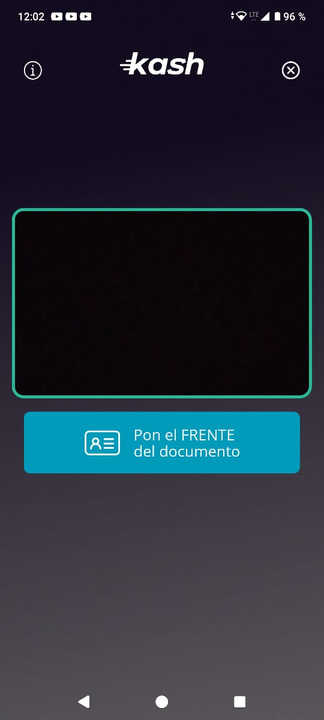 12:02
LTE
96 %
kash
Pon el FRENTE
del documento